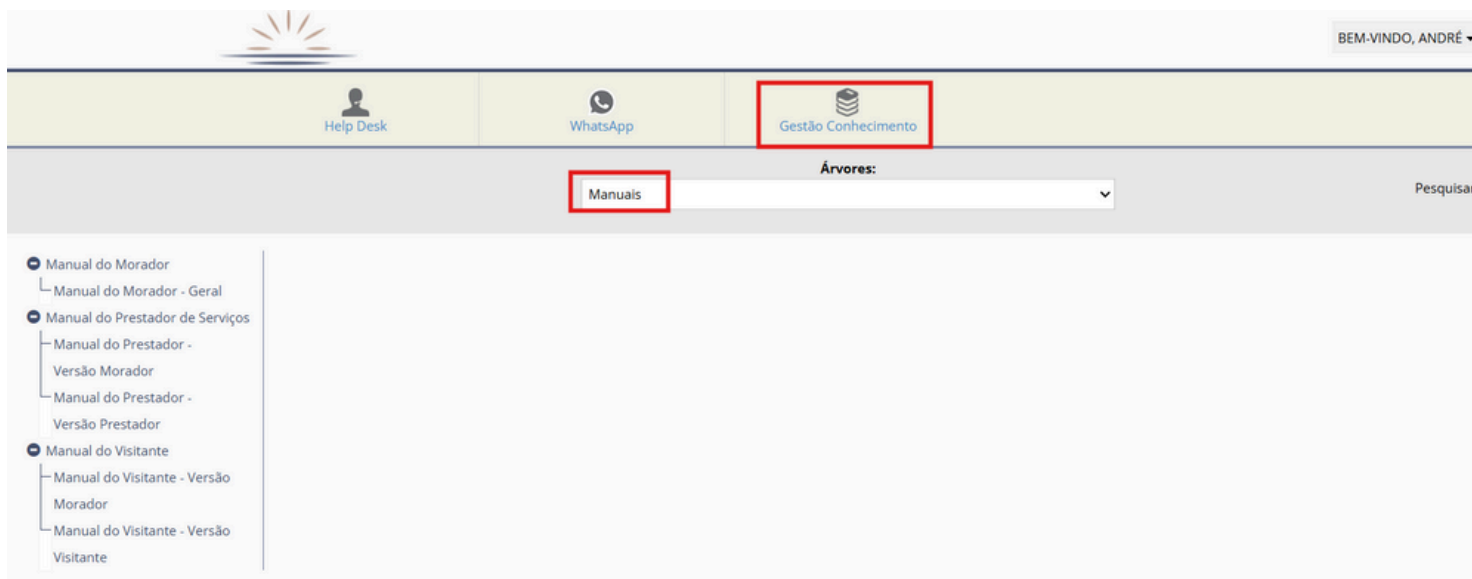 BEM-VINDO, ANDRÉ
Help Desk
WhatsApp
Gestão Conhecimento
Árvores:
Manuais
Pesquisar
Manual do Morador
Manual do Morador - Geral
Manual do Prestador de Serviços
Manual do Prestador -
Versão Morador
Manual do Prestador -
Versão Prestador
Manual do Visitante
Manual do Visitante - Versão
Morador
Manual do Visitante - Versão
Visitante